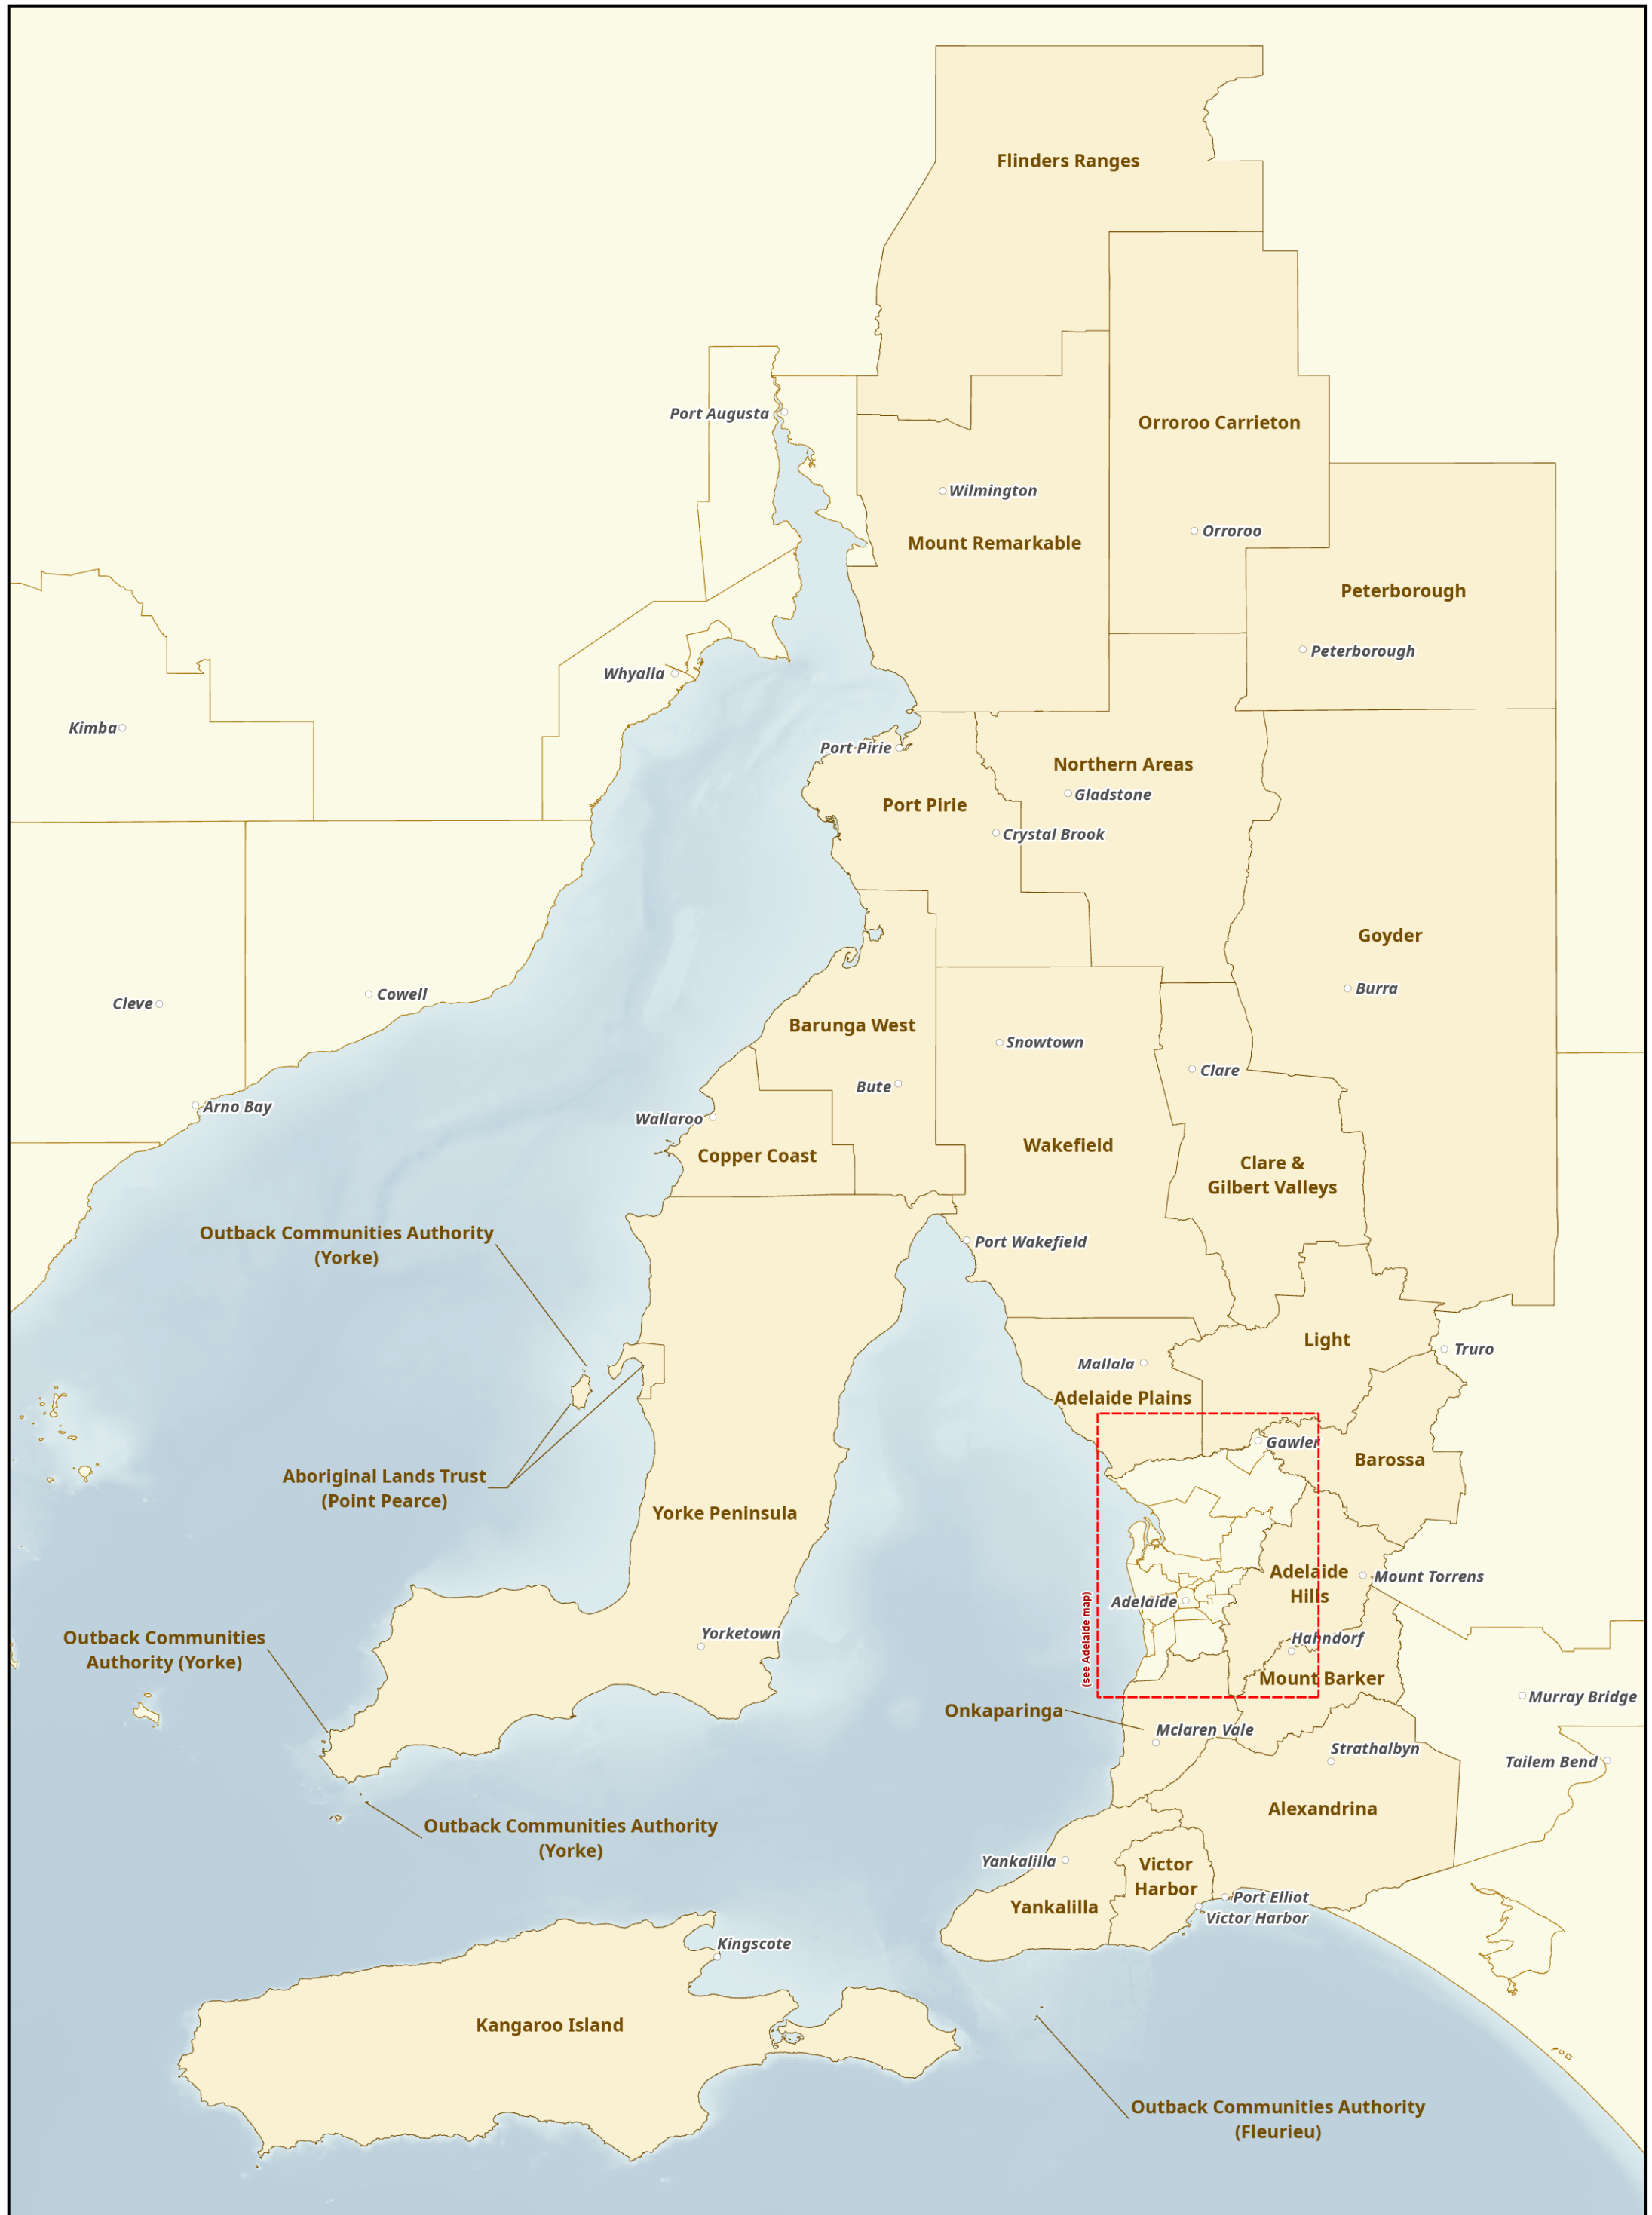 Flinders Ranges
Port Augusta
Orroroo Carrieton
Wilmington
Orroroo
Mount Remarkable
Peterborough
Peterborough
Whyalla
Kimba
Port Pirie
Northern Areas
Gladstone
Port Pirie
Crystal Brook
Goyder
Burra
Cowell
Cleve
Barunga West
Snowtown
Clare
Bute
Arno Bay
Wallaroo
Wakefield
Copper Coast
Clare &
Gilbert Valleys
Outback Communities Authority
(Yorke)
Port Wakefield
Light
Truro
Mallala
Adelaide Plains
Gawler
Barossa
Aboriginal Lands Trust
(Point Pearce)
Yorke Peninsula
Adelaide
Hills
Mount Torrens
Adelaide
(see Adelaide map)
Outback Communities
Authority (Yorke)
Yorketown
Hahndorf
Mount Barker
Murray Bridge
Onkaparinga
Mclaren Vale
Strathalbyn
Tailem Bend
Alexandrina
Outback Communities Authority
(Yorke)
Yankalilla
Victor
Harbor
Port Elliot
Yankalilla
Victor Harbor
Kingscote
Kangaroo Island
Outback Communities Authority
(Fleurieu)